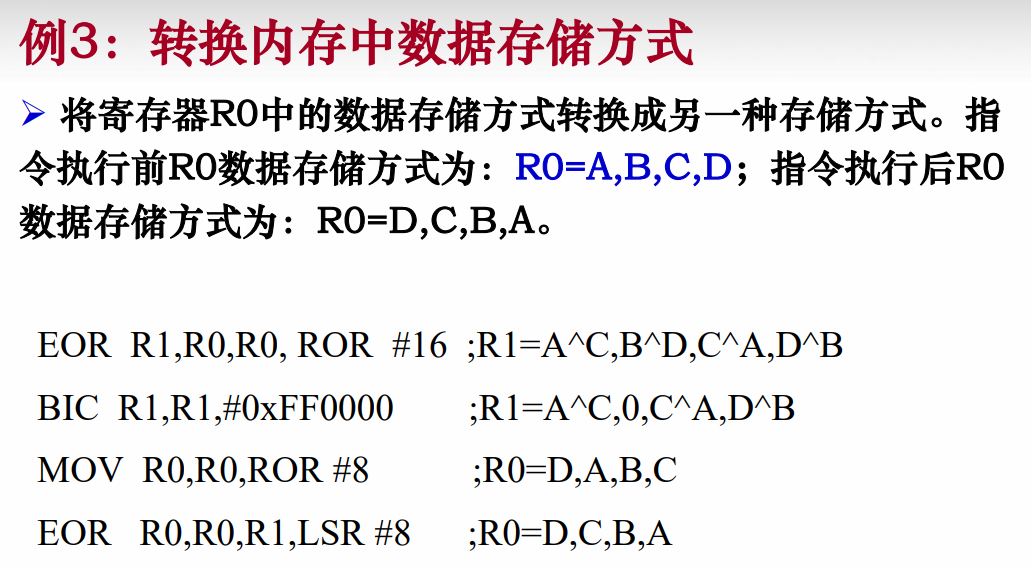 例3：转换内存中数据存储方式
➢ 将寄存器R0中的数据存储方式转换成另一种存储方式。指
令执行前R0数据存储方式为：R0=A,B,C,D；指令执行后R0
数据存储方式为：R0=D,C,B,A。
EOR R1,R0,R0, ROR #16 ;R1=A^C,B^D,C^A,D^B
BIC R1,R1,#0xFF0000 ;R1=A^C,0,C^A,D^B
MOV R0,R0,ROR #8 ;R0=D,A,B,C
EOR R0,R0,R1,LSR #8 ;R0=D,C,B,A